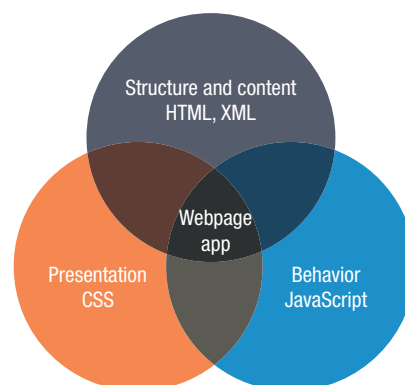 Structure and content
HTML, XML
Webpage
app
Presentation
CSS
Behavior
JavaScript